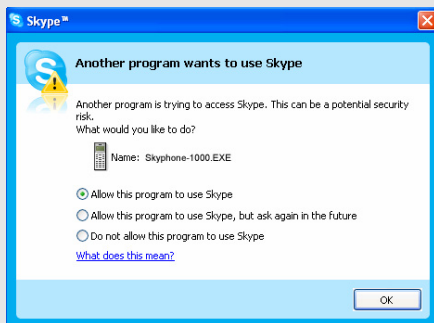 Skype™
Another program wants to use Skype
Another program is trying to access Skype. This can be a potential security
risk.
What would you like to do?
Name: Skyphone-1000.EXE
Allow this program to use Skype
Allow this program to use Skype, but ask again in the future
Do not allow this program to use Skype
What does this mean?
OK